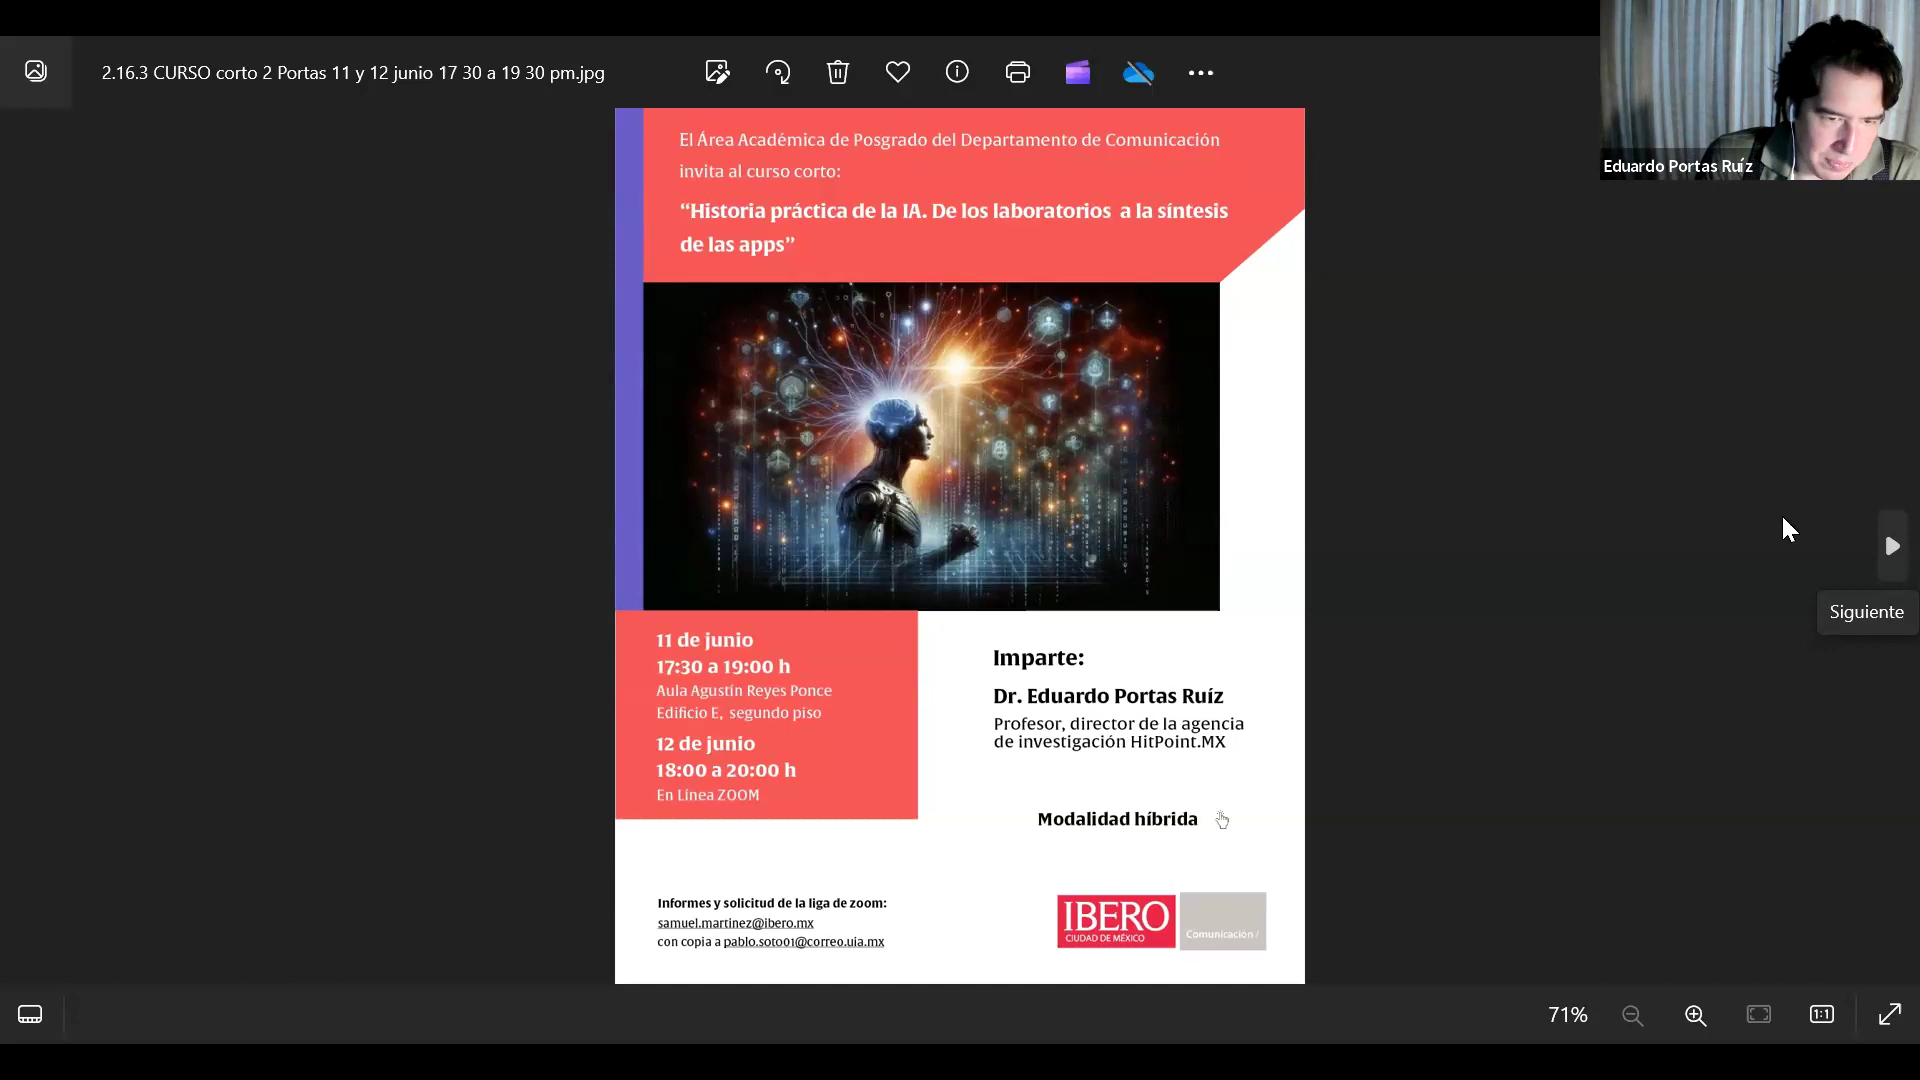 2.16.3 CURSO corto 2 Portas 11 y 12 junio 17 30 a 19 30 pm.jpg
Eduardo Portas Ruíz
El Área Académica de Posgrado del Departamento de Comunicación
invita al curso corto:
“Historia práctica de la IA. De los laboratorios a la síntesis
de las apps”
11 de junio
17:30 a 19:00 h
Aula Agustín Reyes Ponce
Edificio E, segundo piso
12 de junio
18:00 a 20:00 h
En Línea ZOOM
Imparte:
Dr. Eduardo Portas Ruíz
Profesor, director de la agencia
de investigación HitPoint.MX
Modalidad híbrida
Siguiente
Informes y solicitud de la liga de zoom:
samuel.martinez@ibero.mx
con copia a pablo.soto01@correo.uia.mx
IBERO
CIUDAD DE MÉXICO
Comunicación /
71%
1:1